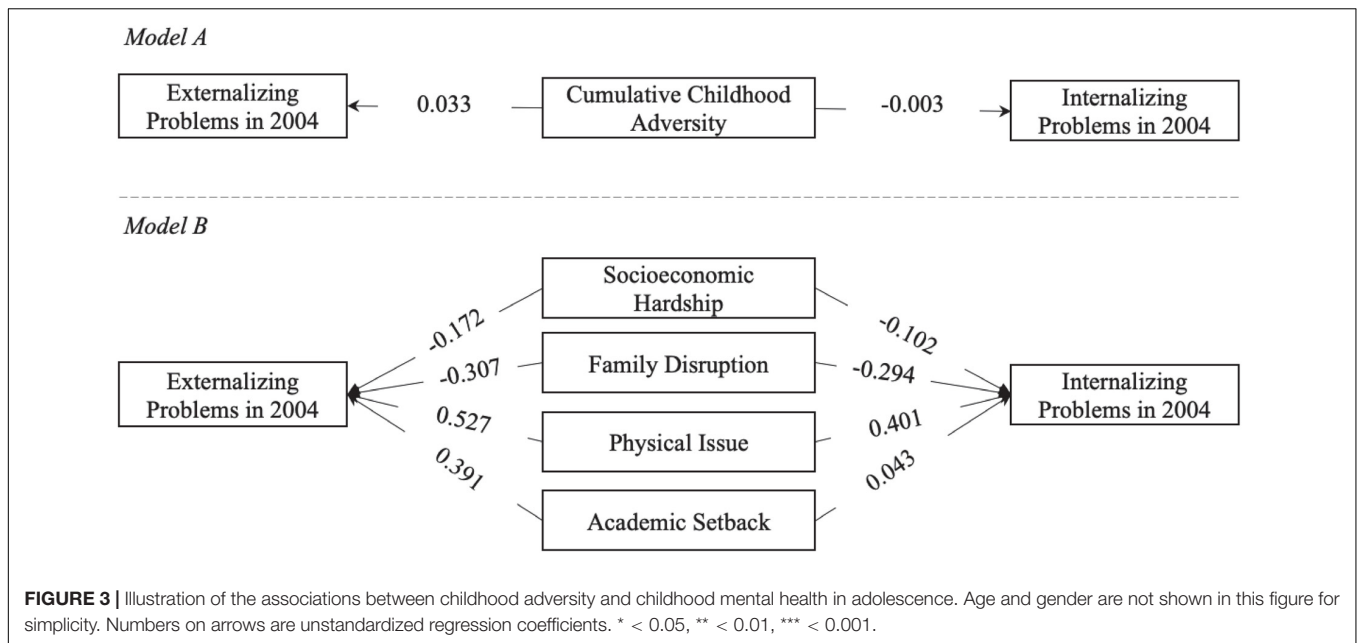 Model A
Externalizing
Problems in 2004
0.033
Cumulative Childhood
Adversity
-0.003
Internalizing
Problems in 2004
Model B
Socioeconomic
Hardship
-0.172
-0.102
Externalizing
Problems in 2004
-0.307
Family Disruption
-0.294
Internalizing
Problems in 2004
0.527
Physical Issue
0.401
0.391
Academic Setback
0.043
FIGURE 3 | Illustration of the associations between childhood adversity and childhood mental health in adolescence. Age and gender are not shown in this figure for
simplicity. Numbers on arrows are unstandardized regression coefficients. * < 0.05, ** < 0.01, *** < 0.001.